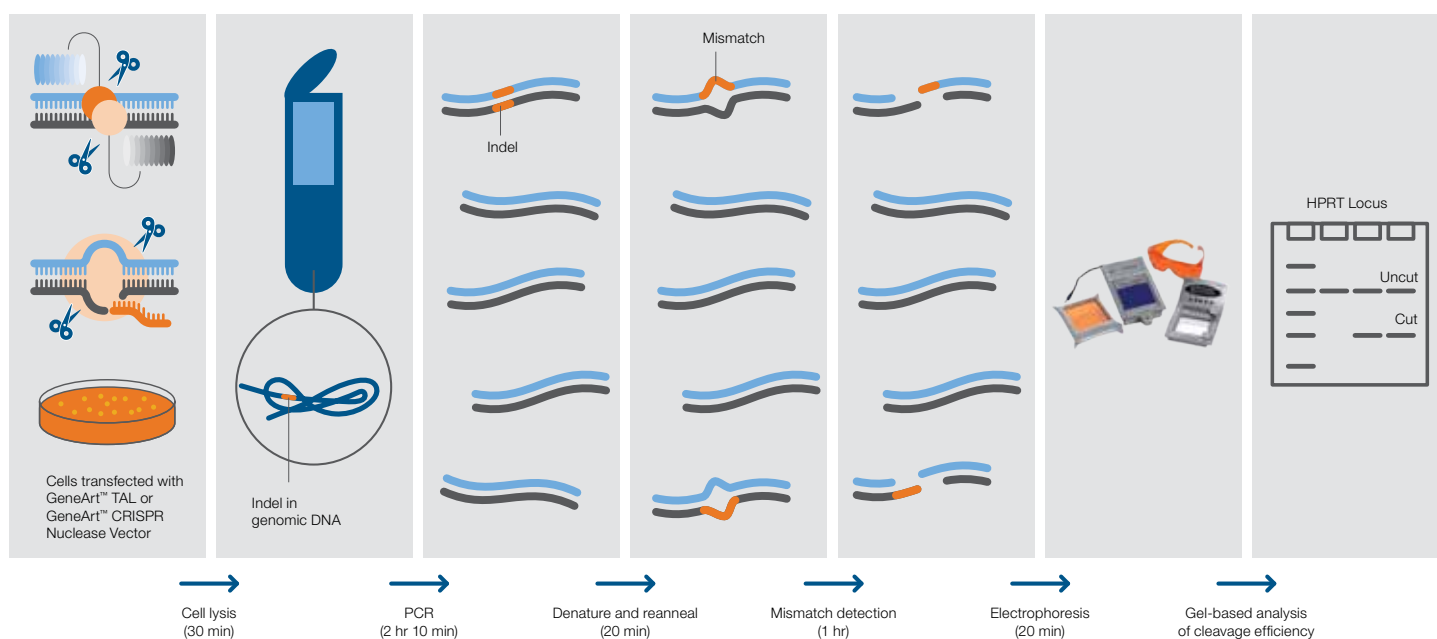 Cells transfected with
GeneArt™ TAL or
GeneArt™ CRISPR
Nuclease Vector
Indel in
genomic DNA
Indel
Mismatch
HPRT Locus
Uncut
Cut
Cell lysis
(30 min)
PCR
(2 hr 10 min)
Denature and reanneal
(20 min)
Mismatch detection
(1 hr)
Electrophoresis
(20 min)
Gel-based analysis
of cleavage efficiency